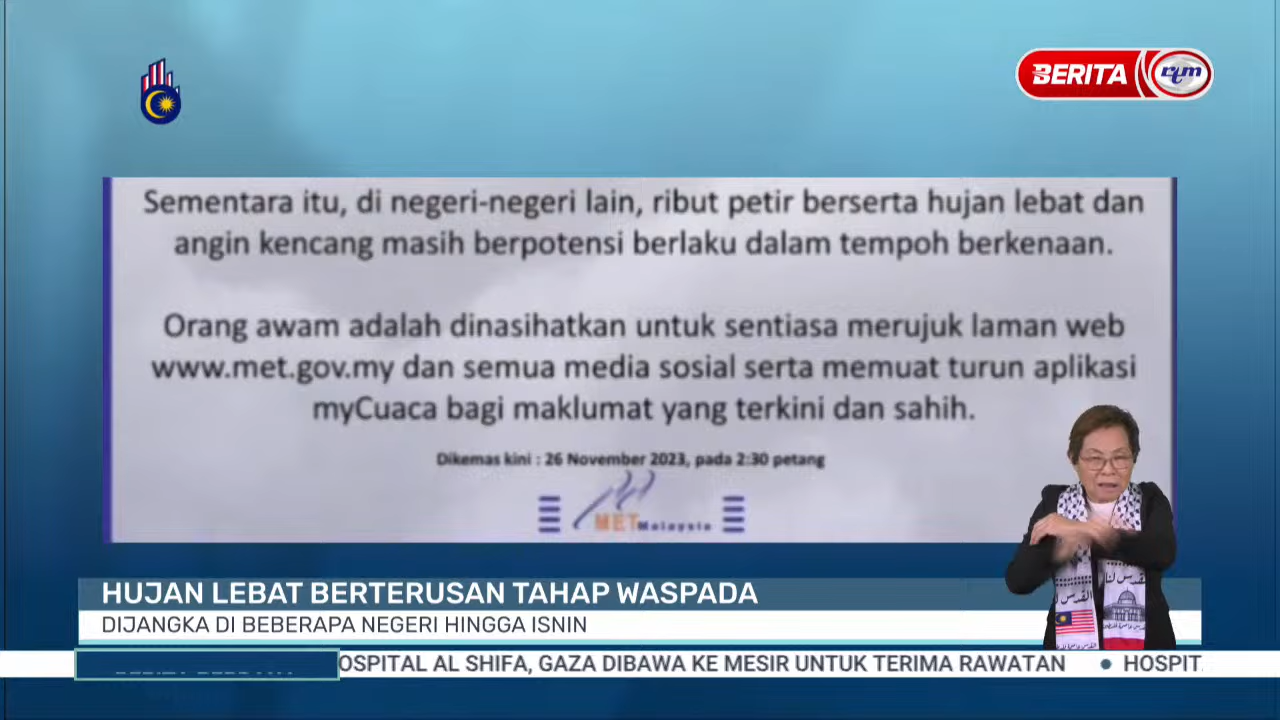 BERITA rtm
Sementara itu, di negeri-negeri lain, ribut petir berserta hujan lebat dan
angin kencang masih berpotensi berlaku dalam tempoh berkenaan.
Orang awam adalah dinasihatkan untuk sentiasa merujuk laman web
www.met.gov.my dan semua media sosial serta memuat turun aplikasi
myCuaca bagi maklumat yang terkini dan sahih.
Dikemas kini : 26 November 2023, pada 2:30 petang
METMalaysia
HUJAN LEBAT BERTERUSAN TAHAP WASPADA
DIJANGKA DI BEBERAPA NEGERI HINGGA ISNIN
OSPITAL AL SHIFA, GAZA DIBAWA KE MESIR UNTUK TERIMA RAWATAN • HOSPIT